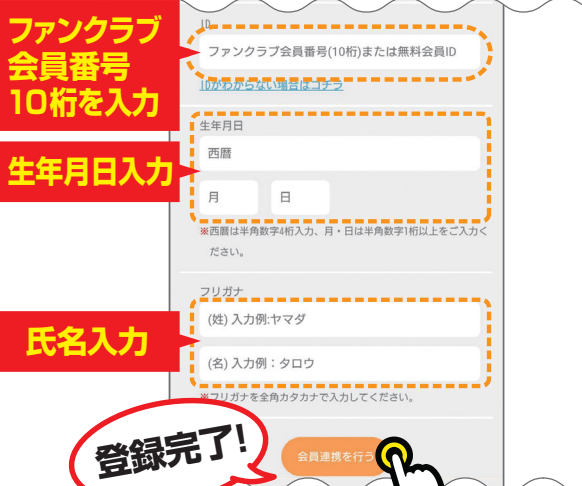 ファンクラブ
会員番号
10桁を入力
ID
ファンクラブ会員番号(10桁)または無料会員ID
IDがわからない場合はコチラ
生年月日入力
生年月日
西暦
月 日
※西暦は半角数字4桁入力、月・日は半角数字1桁以上をご入力く
ださい。
氏名入力
フリガナ
(姓) 入力例:ヤマダ
(名) 入力例：タロウ
※フリガナを全角カタカナで入力してください。
登録完了!
会員連携を行う